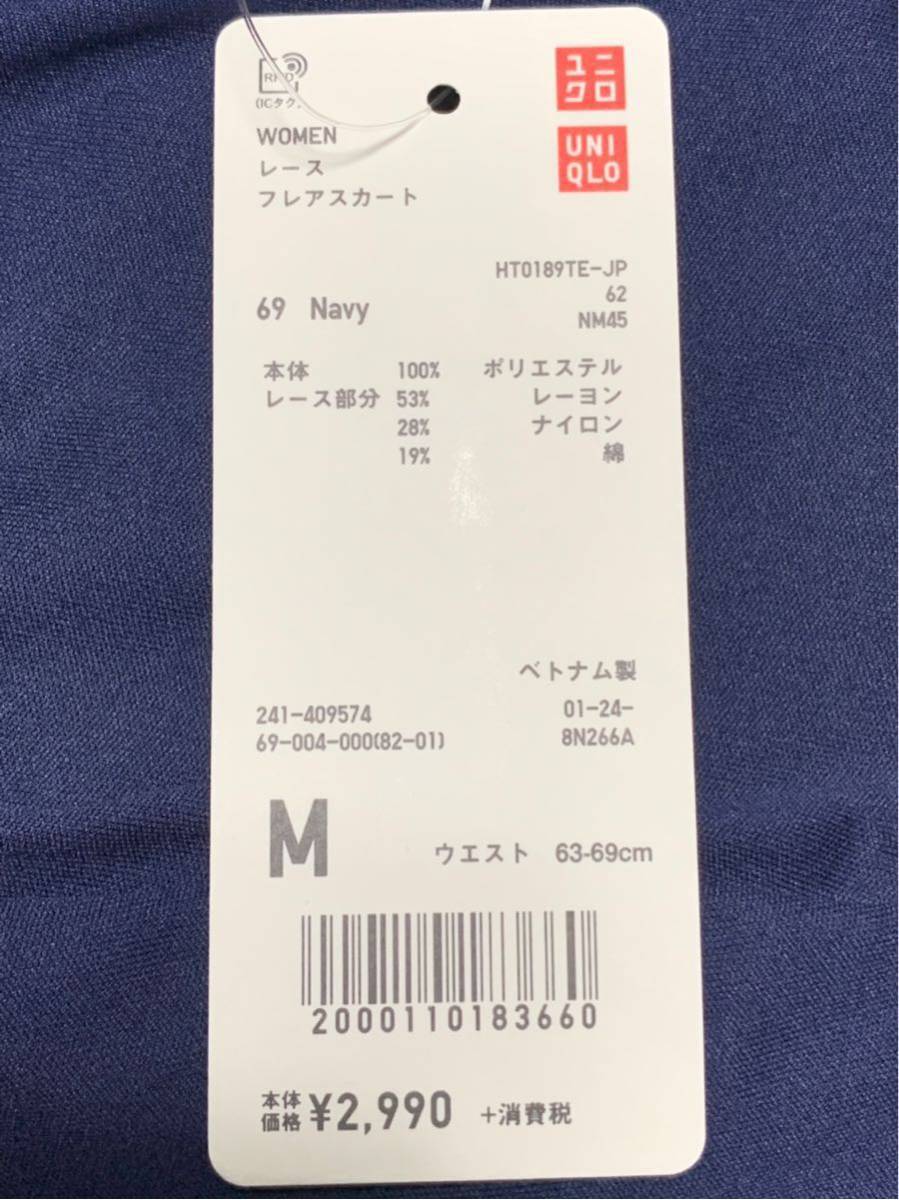 RFID
(ICタグ)
ユニ
クロ
UNI
QLO
WOMEN
レース
フレアスカート
HT0189TE-JP
62
NM45
69 Navy
本体 100% ポリエステル
レース部分 53% レーヨン
28% ナイロン
19% 綿
ベトナム製
241-409574 01-24-
69-004-000(82-01) 8N266A
M ウエスト 63-69cm
2000110183660
本体
価格 ¥2,990 +消費税